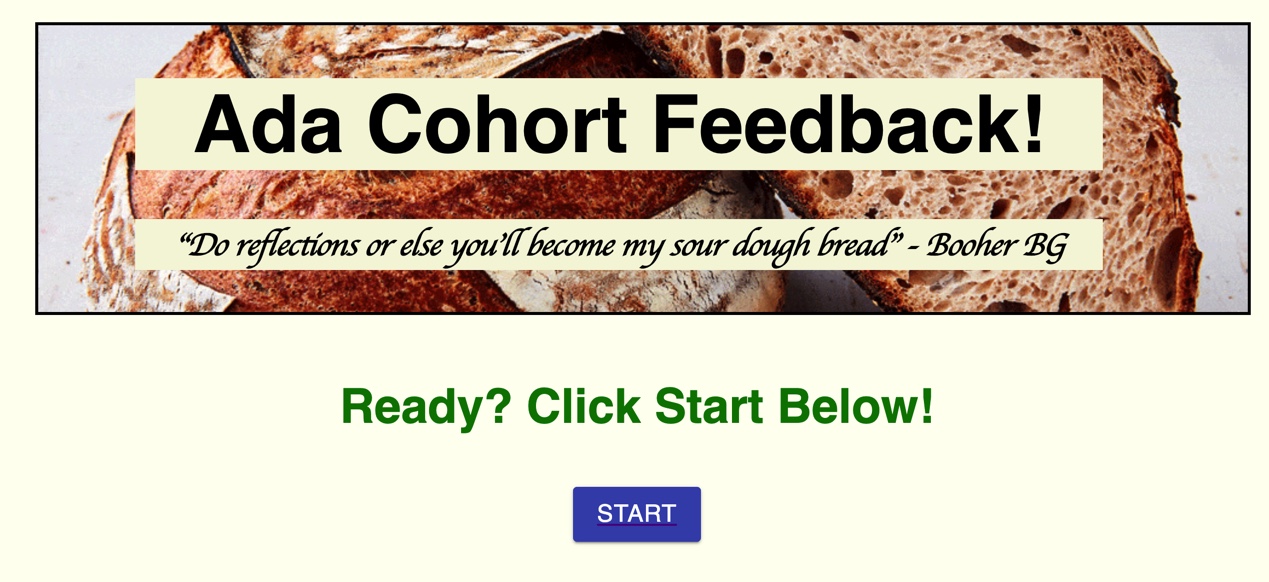 Ada Cohort Feedback!
“Do reflections or else you’ll become my sour dough bread” - Booher BG
Ready? Click Start Below!
START